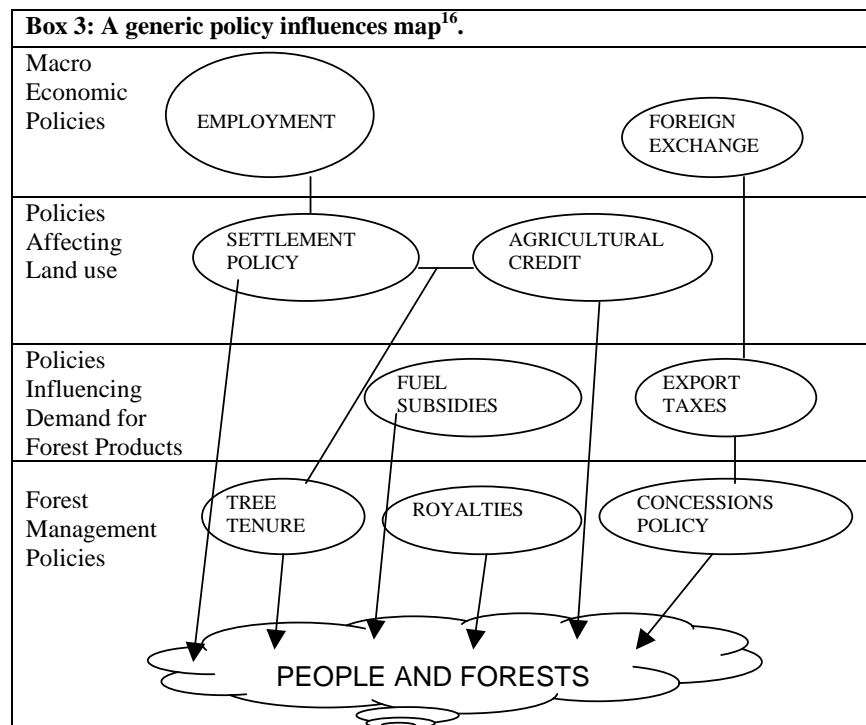 Box 3: A generic policy influences map16.
Macro
Economic
Policies
EMPLOYMENT
FOREIGN
EXCHANGE
Policies
Affecting
Land use
SETTLEMENT
POLICY
AGRICULTURAL
CREDIT
Policies
Influencing
Demand for
Forest Products
FUEL
SUBSIDIES
EXPORT
TAXES
Forest
Management
Policies
TREE
TENURE
ROYALTIES
CONCESSIONS
POLICY
PEOPLE AND FORESTS